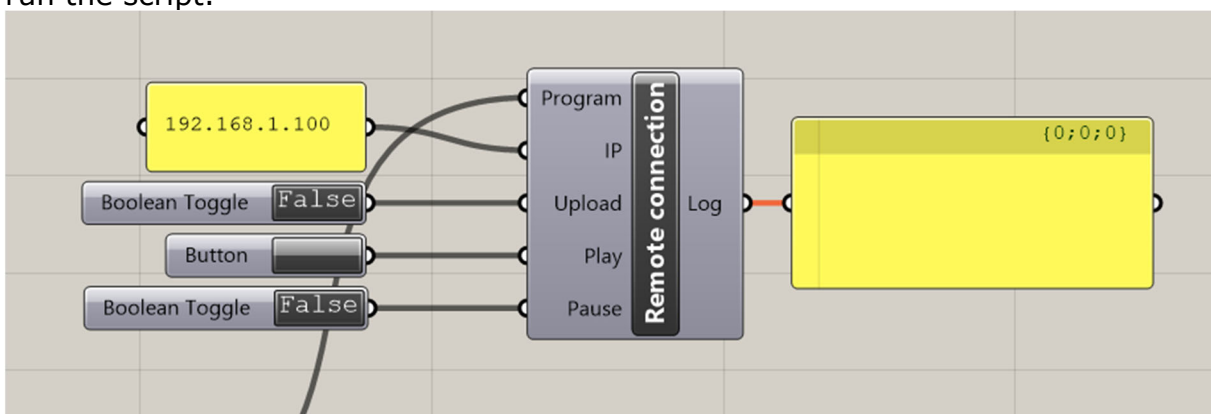 run the script.
192.168.1.100
Boolean Toggle False
Button
Boolean Toggle False
Program
IP
Upload
Play
Pause
Remote connection
Log
{0;0;0}